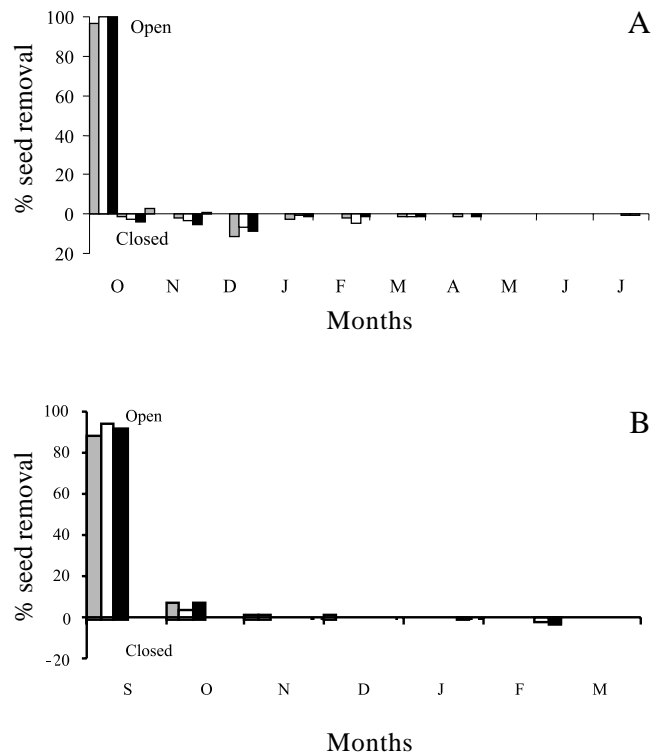 A
100
80
60
40
20
0
20
% seed removal
Open
Closed
O N D J F M A M J J
Months
B
100
80
60
40
20
0
-20
% seed removal
Open
Closed
S O N D J F M
Months